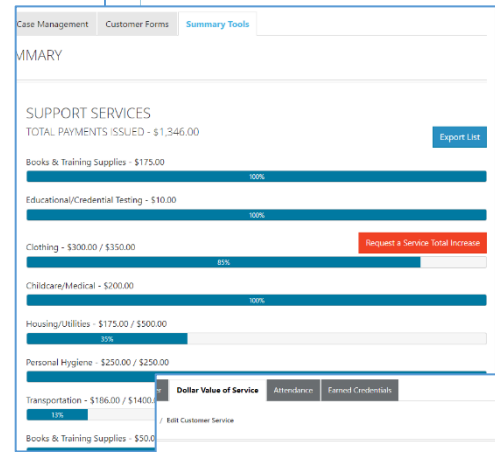 Case Management Customer Forms Summary Tools
MMARY
SUPPORT SERVICES
TOTAL PAYMENTS ISSUED - $1,346.00
Export List
Books & Training Supplies - $175.00
100%
Educational/Credential Testing - $10.00
100%
Clothing - $300.00 / $350.00
Request a Service Total Increase
85%
Childcare/Medical - $200.00
100%
Housing/Utilities - $175.00 / $500.00
35%
Personal Hygiene - $250.00 / $250.00
Transportation - $186.00 / $1400.
13%
Books & Training Supplies - $50.0
Dollar Value of Service Attendance Earned Credentials
/ Edit Customer Service